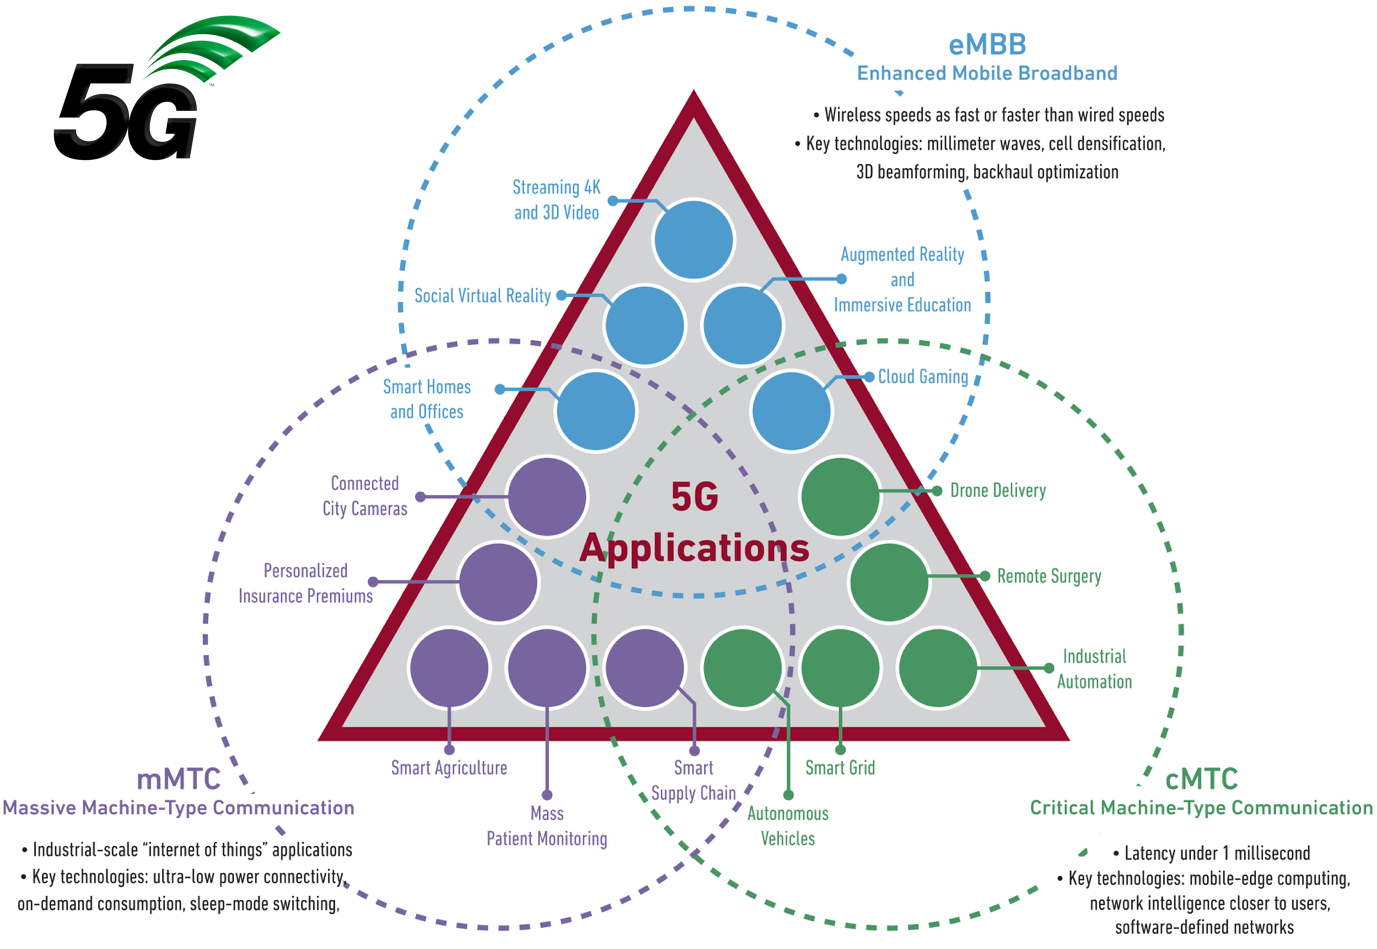 5G
™
eMBB
Enhanced Mobile Broadband
• Wireless speeds as fast or faster than wired speeds
• Key technologies: millimeter waves, cell densification,
3D beamforming, backhaul optimization
Streaming 4K
and 3D Video
Augmented Reality
and
Immersive Education
Social Virtual Reality
Smart Homes
and Offices
Cloud Gaming
Connected
City Cameras
5G
Applications
Drone Delivery
Personalized
Insurance Premiums
Remote Surgery
Industrial
Automation
Smart Agriculture
Mass
Patient Monitoring
Smart
Supply Chain
Autonomous
Vehicles
Smart Grid
mMTC
Massive Machine-Type Communication
• Industrial-scale “internet of things” applications
• Key technologies: ultra-low power connectivity,
on-demand consumption, sleep-mode switching,
cMTC
Critical Machine-Type Communication
• Latency under 1 millisecond
• Key technologies: mobile-edge computing,
network intelligence closer to users,
software-defined networks